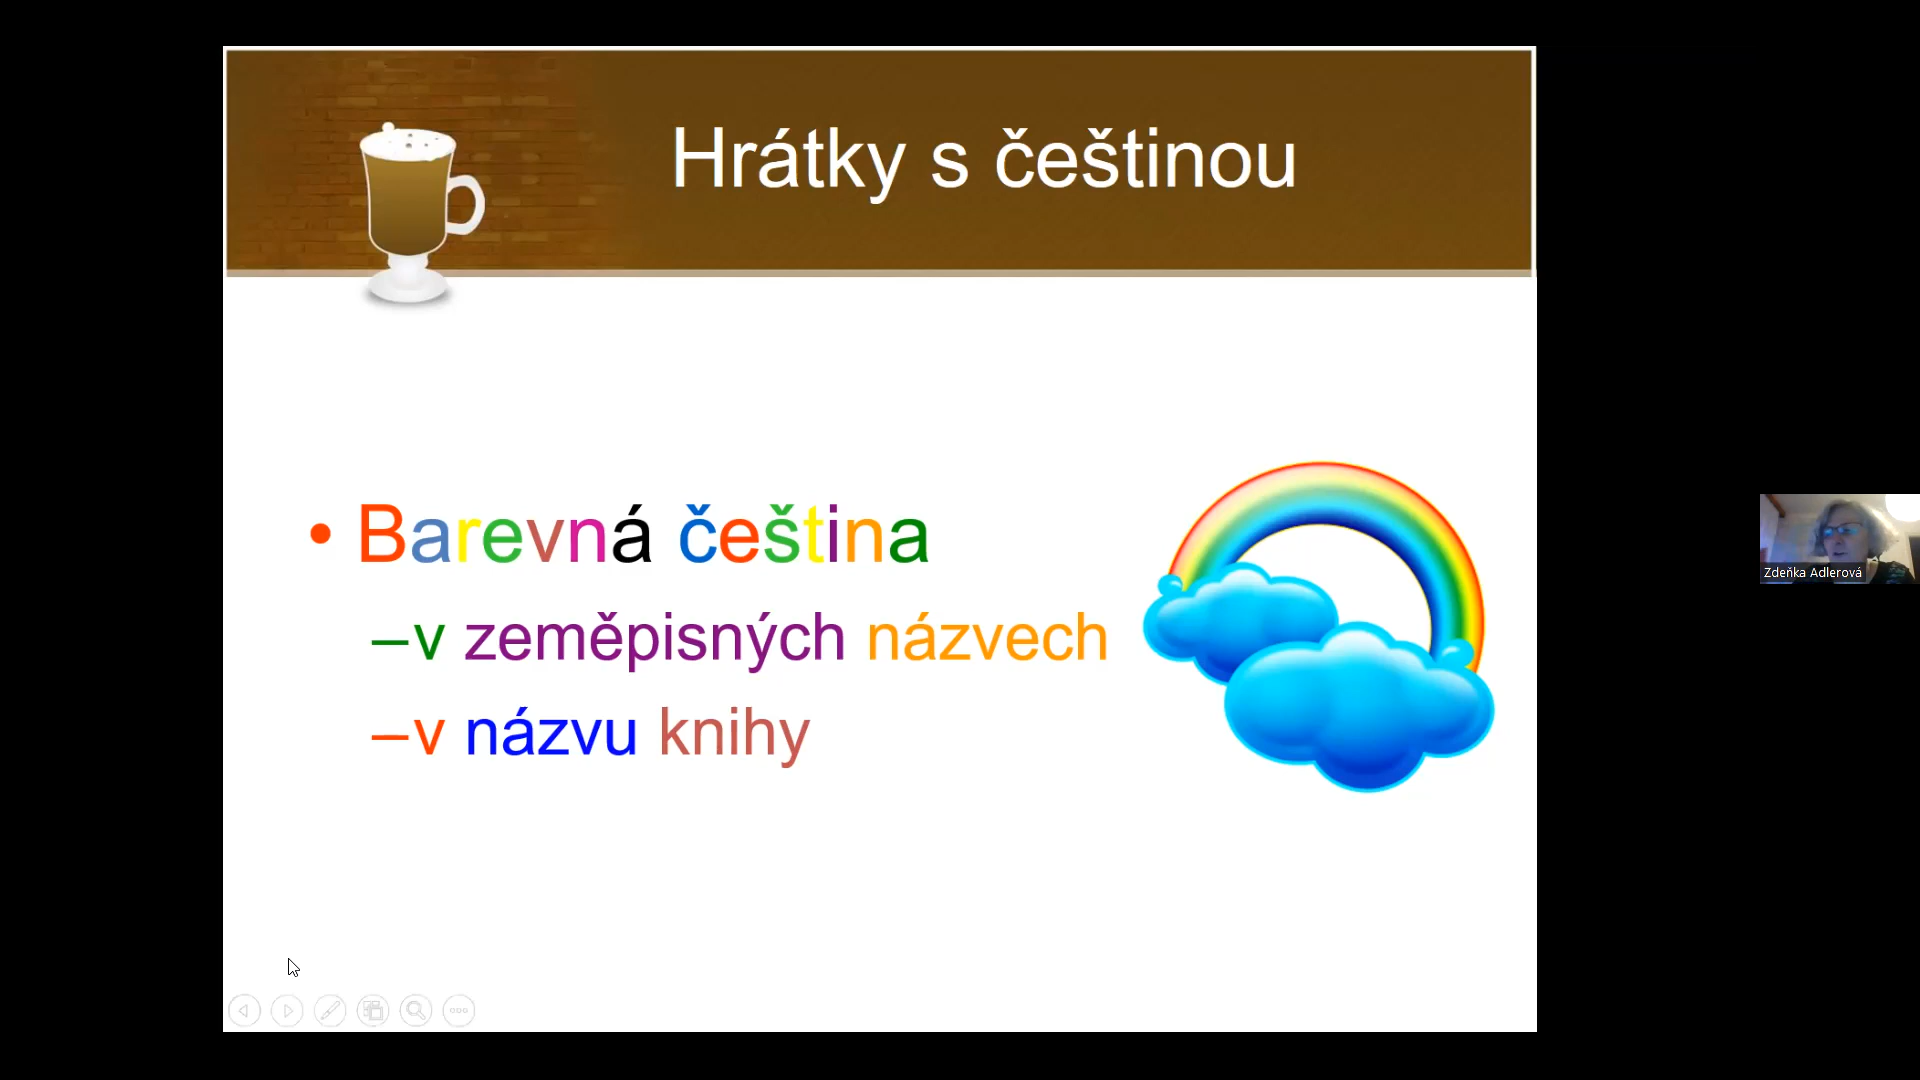 Hrátky s češtinou
• Barevná čeština
–v zeměpisných názvech
–v názvu knihy
Zdeňka Adlerová